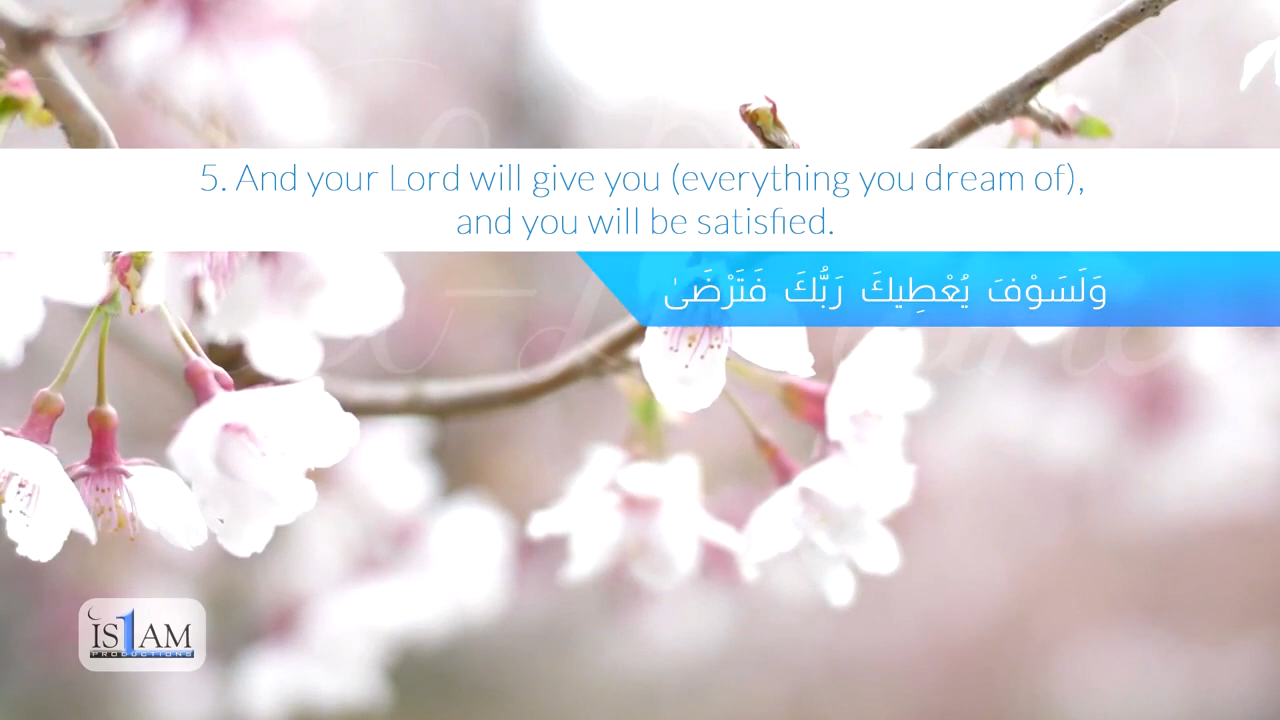 5. And your Lord will give you (everything you dream of),
and you will be satisfied.
وَلَسَوْفَ يُعْطِيكَ رَبُّكَ فَتَرْضَىٰ
IS1AM
PRODUCTIONS